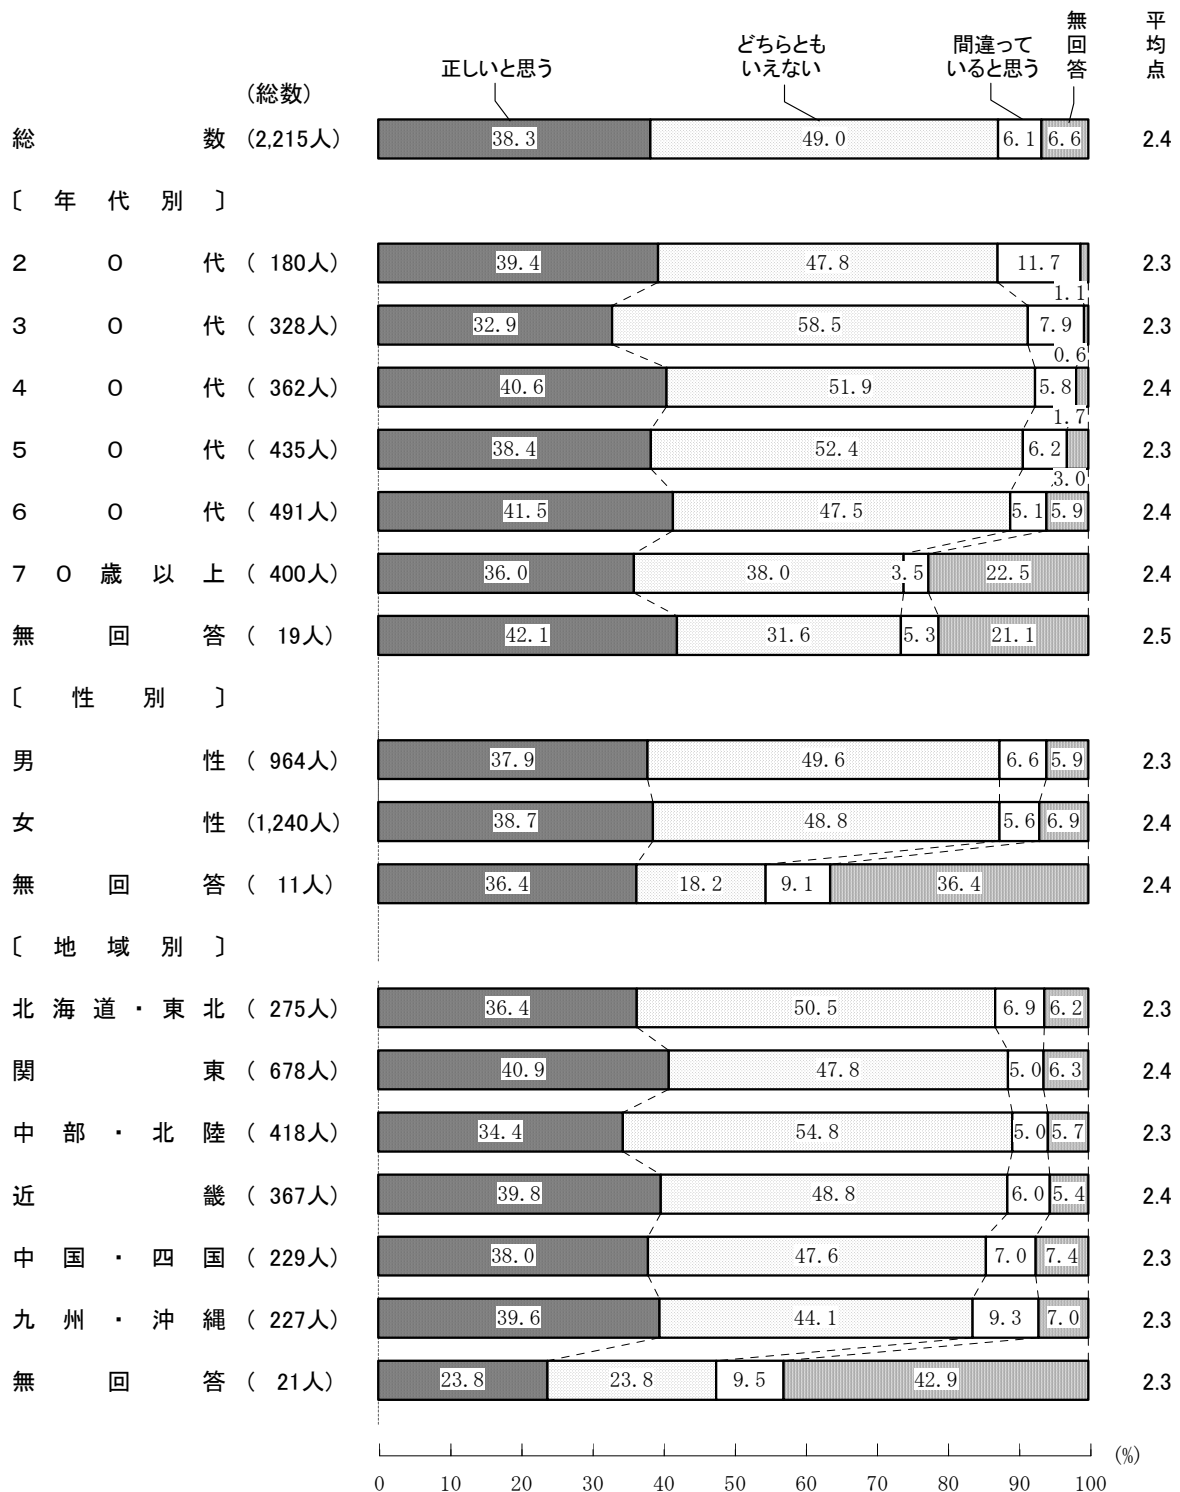 無回答
平均点
どちらとも
いえない
間違って
いると思う
正しいと思う
(総数)
総数 (2,215人) 38.3 49.0 6.1 6.6 2.4
〔年代別〕
２０代 ( 180人) 39.4 47.8 11.7 1.1 2.3
３０代 ( 328人) 32.9 58.5 7.9 0.6 2.3
４０代 ( 362人) 40.6 51.9 5.8 1.7 2.4
５０代 ( 435人) 38.4 52.4 6.2 3.0 2.3
６０代 ( 491人) 41.5 47.5 5.1 5.9 2.4
７０歳以上 ( 400人) 36.0 38.0 3.5 22.5 2.4
無回答 ( 19人) 42.1 31.6 5.3 21.1 2.5
〔性別〕
男性 ( 964人) 37.9 49.6 6.6 5.9 2.3
女性 (1,240人) 38.7 48.8 5.6 6.9 2.4
無回答 ( 11人) 36.4 18.2 9.1 36.4 2.4
〔地域別〕
北海道・東北 ( 275人) 36.4 50.5 6.9 6.2 2.3
関東 ( 678人) 40.9 47.8 5.0 6.3 2.4
中部・北陸 ( 418人) 34.4 54.8 5.0 5.7 2.3
近畿 ( 367人) 39.8 48.8 6.0 5.4 2.4
中国・四国 ( 229人) 38.0 47.6 7.0 7.4 2.3
九州・沖縄 ( 227人) 39.6 44.1 9.3 7.0 2.3
無回答 ( 21人) 23.8 23.8 9.5 42.9 2.3
(%)
0 10 20 30 40 50 60 70 80 90 100